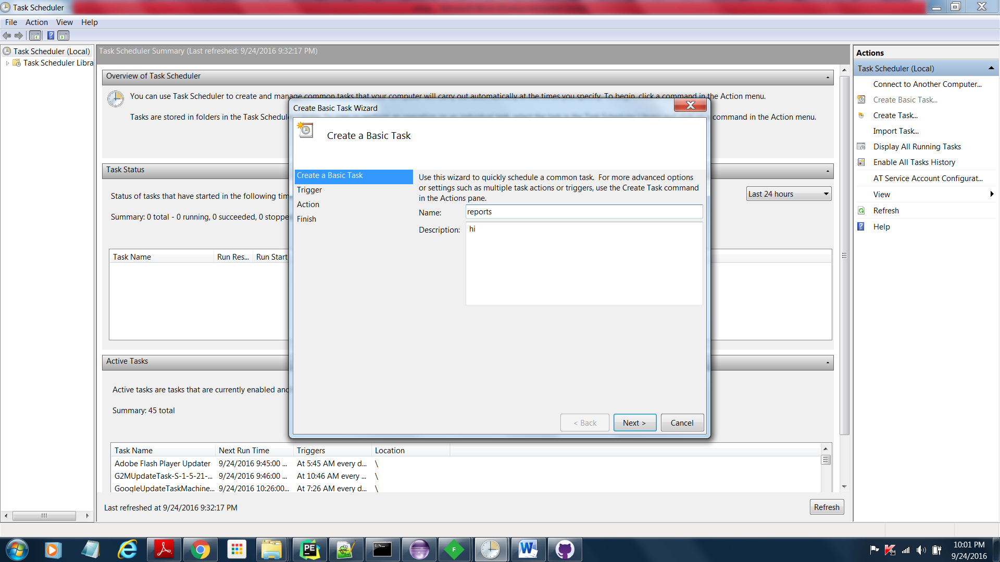 Task Scheduler
File Action View Help
Task Scheduler (Local)
Task Scheduler Libra
Task Scheduler Summary (Last refreshed: 9/24/2016 9:32:17 PM)
Overview of Task Scheduler
You can use Task Scheduler to create and manage common tasks that your computer will carry out automatically at the times you specify. To begin, click a command in the Action menu.
Tasks are stored in folders in the Task Schedul
command in the Action menu.
Task Status
Status of tasks that have started in the following tim
Last 24 hours
Summary: 0 total - 0 running, 0 succeeded, 0 stoppe
Task Name Run Res... Run Start
Active Tasks
Active tasks are tasks that are currently enabled and
Summary: 45 total
Task Name Next Run Time Triggers Location
Adobe Flash Player Updater 9/24/2016 9:45:00 ... At 5:45 AM every d... \
G2MUpdateTask-S-1-5-21-... 9/24/2016 9:46:00 ... At 10:46 AM every ... \
GoogleUpdateTaskMachine... 9/24/2016 10:26:00... At 7:26 AM every d... \
Last refreshed at 9/24/2016 9:32:17 PM
Refresh
Create Basic Task Wizard
Create a Basic Task
Create a Basic Task
Trigger
Action
Finish
Use this wizard to quickly schedule a common task. For more advanced options
or settings such as multiple task actions or triggers, use the Create Task command
in the Actions pane.
Name: reports
Description: hi
< Back Next > Cancel
Actions
Task Scheduler (Local)
Connect to Another Computer...
Create Basic Task...
Create Task...
Import Task...
Display All Running Tasks
Enable All Tasks History
AT Service Account Configurat...
View
Refresh
Help
PE
F
W
10:01 PM
9/24/2016